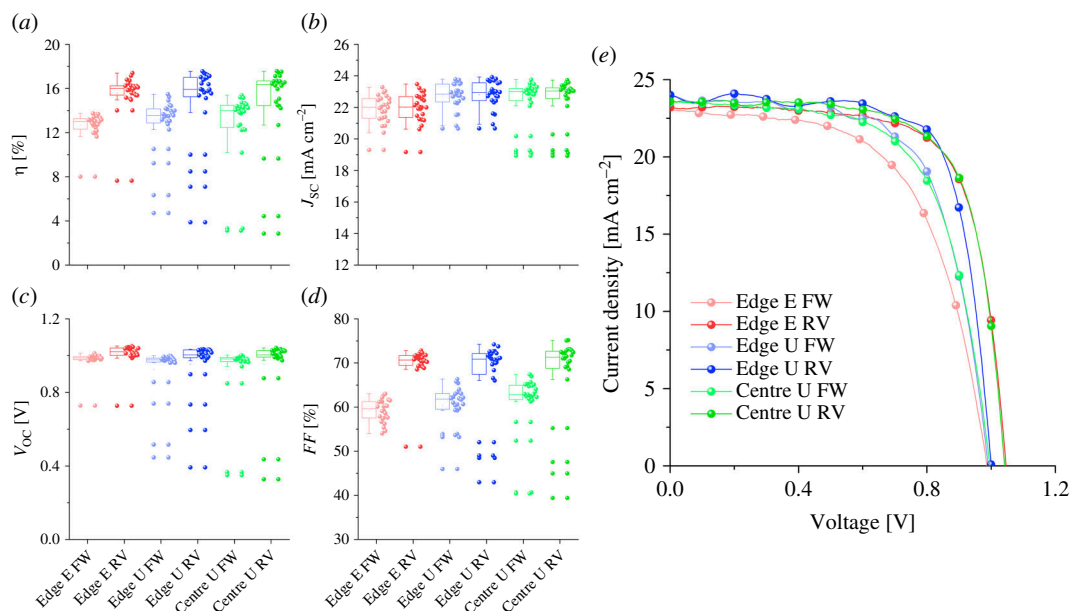 (a)
(b)
(e)
20
16
12
8
4
0
η [%]
26
24
22
20
18
16
14
12
J_SC [mA cm⁻²]
(c)
(d)
1.2
0.8
0.4
0.0
V_OC [V]
80
70
60
50
40
30
FF [%]
Edge E FW
Edge E RV
Edge U FW
Edge U RV
Centre U FW
Centre U RV
Edge E FW
Edge E RV
Edge U FW
Edge U RV
Centre U FW
Centre U RV
25
20
15
10
5
0
Current density [mA cm⁻²]
Edge E FW
Edge E RV
Edge U FW
Edge U RV
Centre U FW
Centre U RV
0.0
0.4
0.8
1.2
Voltage [V]